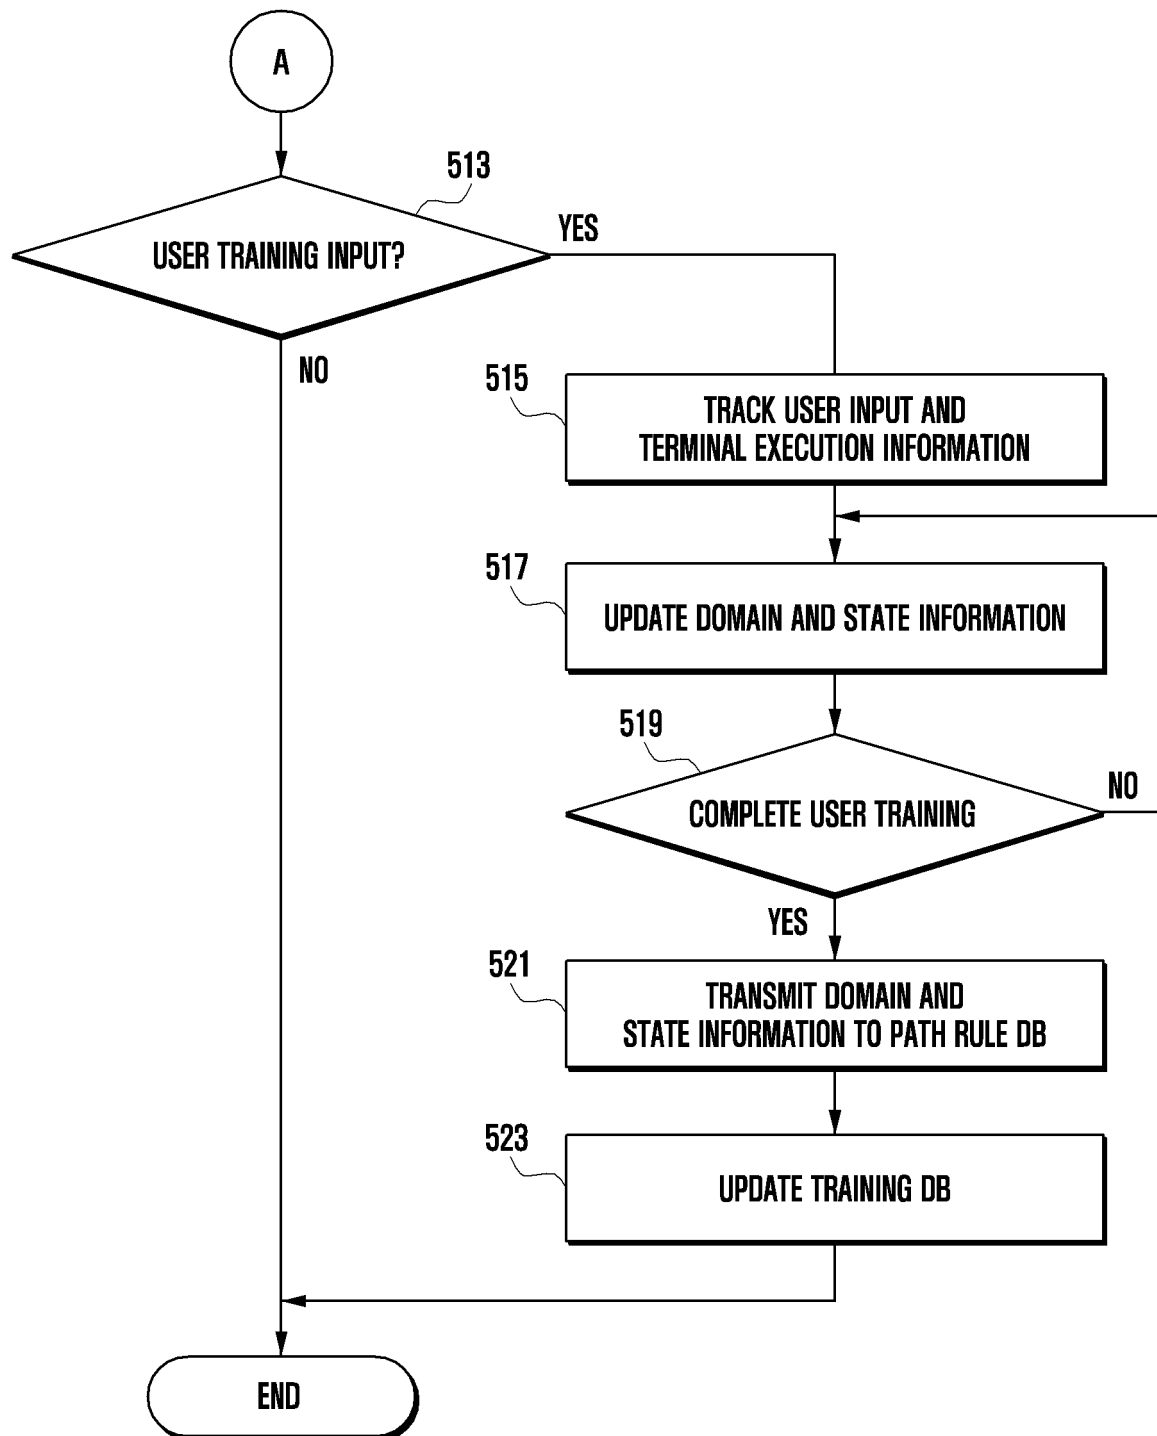 A
513
USER TRAINING INPUT?
YES
NO
515
TRACK USER INPUT AND
TERMINAL EXECUTION INFORMATION
517
UPDATE DOMAIN AND STATE INFORMATION
519
COMPLETE USER TRAINING
NO
YES
521
TRANSMIT DOMAIN AND
STATE INFORMATION TO PATH RULE DB
523
UPDATE TRAINING DB
END